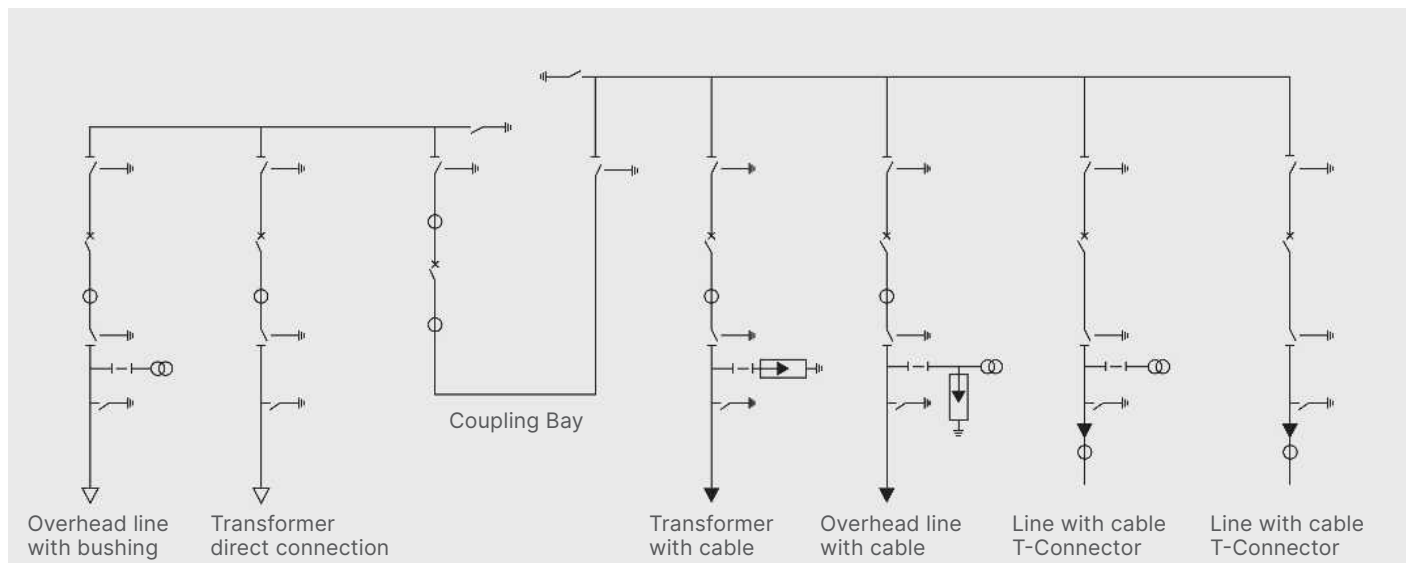 Coupling Bay
Overhead line
with bushing
Transformer
direct connection
Transformer
with cable
Overhead line
with cable
Line with cable
T-Connector
Line with cable
T-Connector